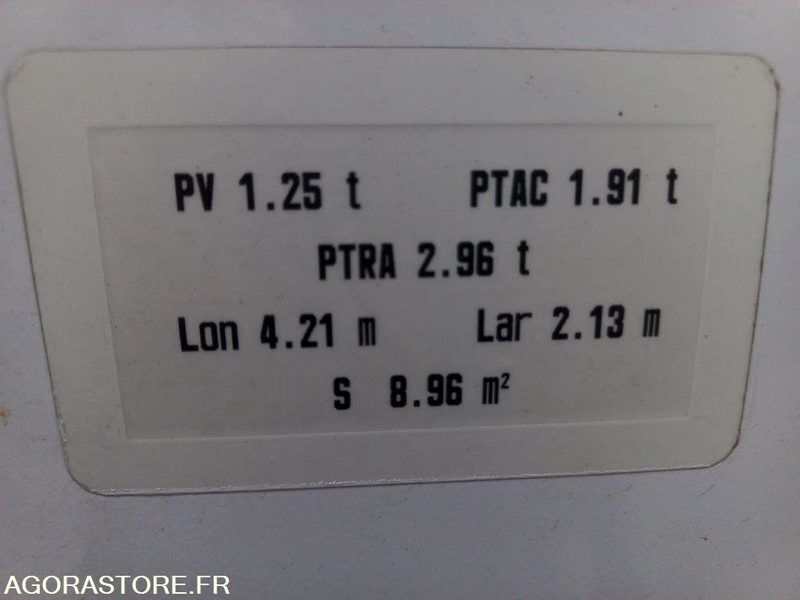 PV 1.25 t PTAC 1.91 t
PTRA 2.96 t
Lon 4.21 m Lar 2.13 m
S 8.96 m²
AGORASTORE.FR